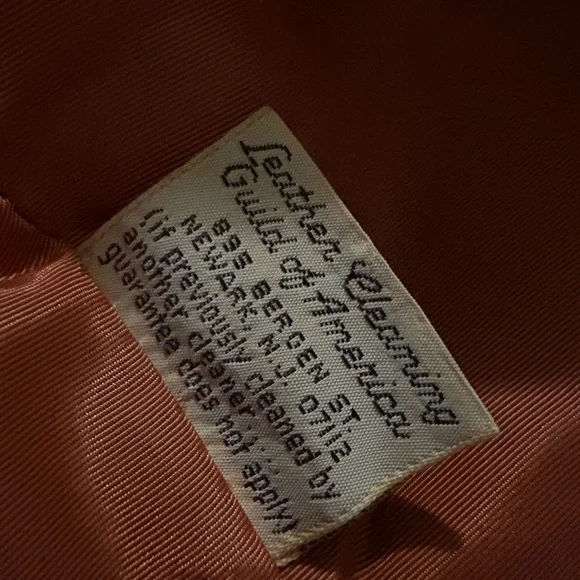 Leather Cleaning
Guild of America
835 BERGEN ST.
NEWARK, N.J. 07112
(if previously cleaned by
another cleaner.....
guarantee does not apply)